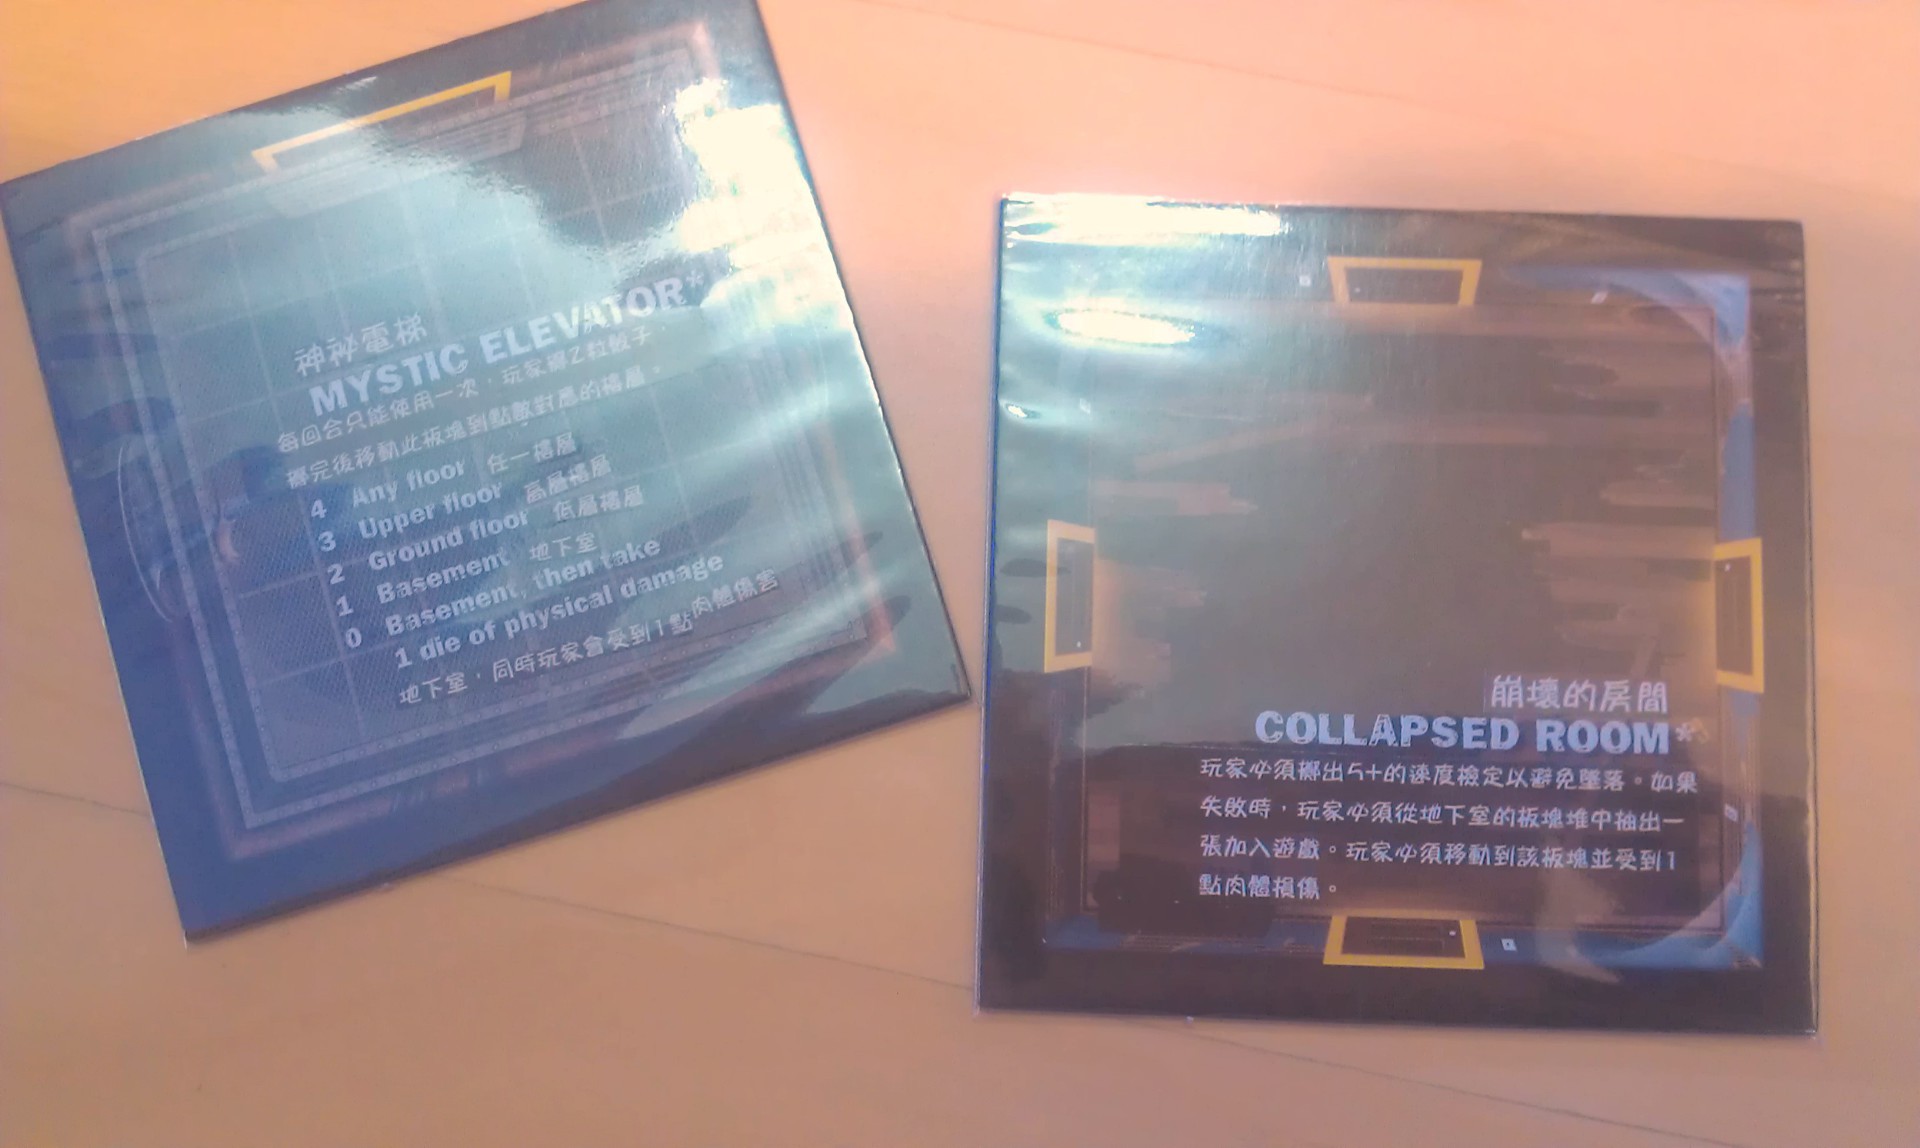 神祕電梯
MYSTIC ELEVATOR*
每回合只能使用一次，玩家擲2粒骰子，
擲完後移動此板塊到點數對應的樓層。
4 Any floor 任一樓層
3 Upper floor 高層樓層
2 Ground floor 低層樓層
1 Basement 地下室
0 Basement, then take
1 die of physical damage
地下室，同時玩家會受到1點肉體傷害
崩壞的房間
COLLAPSED ROOM*
玩家必須擲出5+的速度檢定以避免墜落。如果
失敗時，玩家必須從地下室的板塊堆中抽出一
張加入遊戲。玩家必須移動到該板塊並受到1
點肉體損傷。